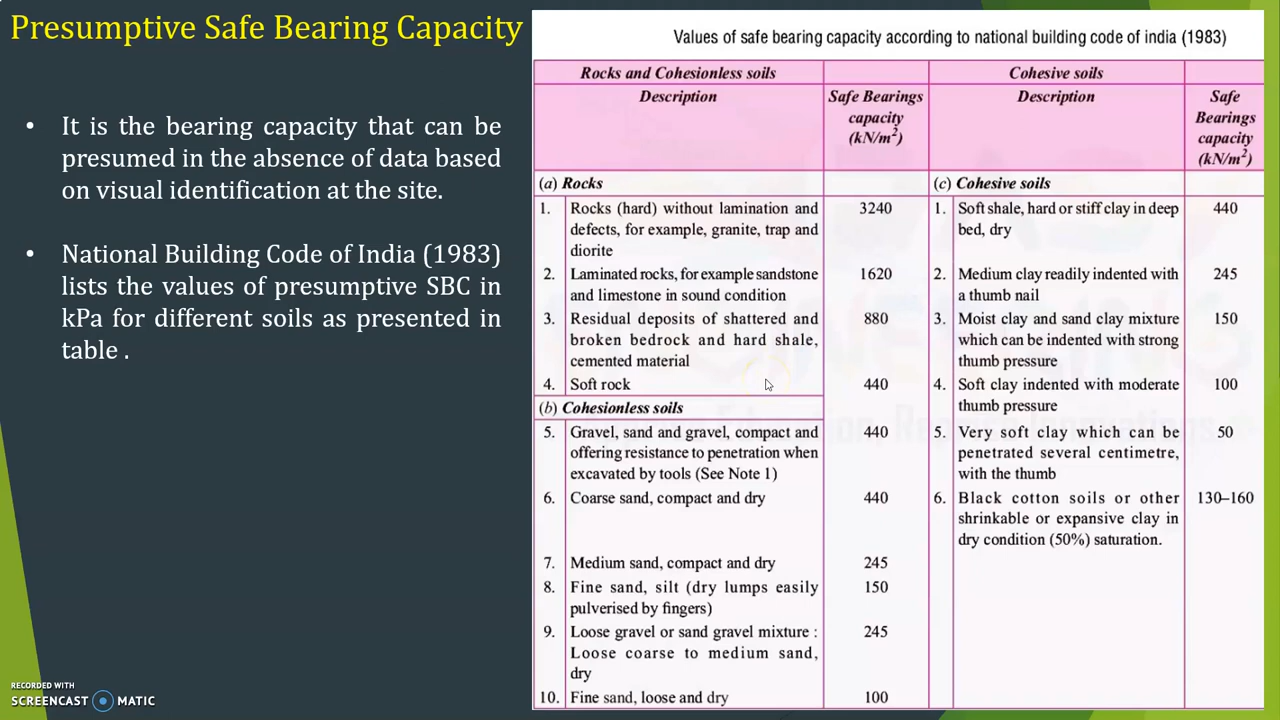 Presumptive Safe Bearing Capacity
• It is the bearing capacity that can be
presumed in the absence of data based
on visual identification at the site.
• National Building Code of India (1983)
lists the values of presumptive SBC in
kPa for different soils as presented in
table .
RECORDED WITH
SCREENCAST MATIC
Values of safe bearing capacity according to national building code of india (1983)
Rocks and Cohesionless soils
Description
Safe Bearings
capacity
(kN/m²)
(a) Rocks
1. Rocks (hard) without lamination and 3240
defects, for example, granite, trap and
diorite
2. Laminated rocks, for example sandstone 1620
and limestone in sound condition
3. Residual deposits of shattered and 880
broken bedrock and hard shale,
cemented material
4. Soft rock 440
(b) Cohesionless soils
5. Gravel, sand and gravel, compact and 440
offering resistance to penetration when
excavated by tools (See Note 1)
6. Coarse sand, compact and dry 440
7. Medium sand, compact and dry 245
8. Fine sand, silt (dry lumps easily 150
pulverised by fingers)
9. Loose gravel or sand gravel mixture : 245
Loose coarse to medium sand,
dry
10. Fine sand, loose and dry 100
Cohesive soils
Description
Safe
Bearings
capacity
(kN/m²)
(c) Cohesive soils
1. Soft shale, hard or stiff clay in deep 440
bed, dry
2. Medium clay readily indented with 245
a thumb nail
3. Moist clay and sand clay mixture 150
which can be indented with strong
thumb pressure
4. Soft clay indented with moderate 100
thumb pressure
5. Very soft clay which can be 50
penetrated several centimetre,
with the thumb
6. Black cotton soils or other 130–160
shrinkable or expansive clay in
dry condition (50%) saturation.